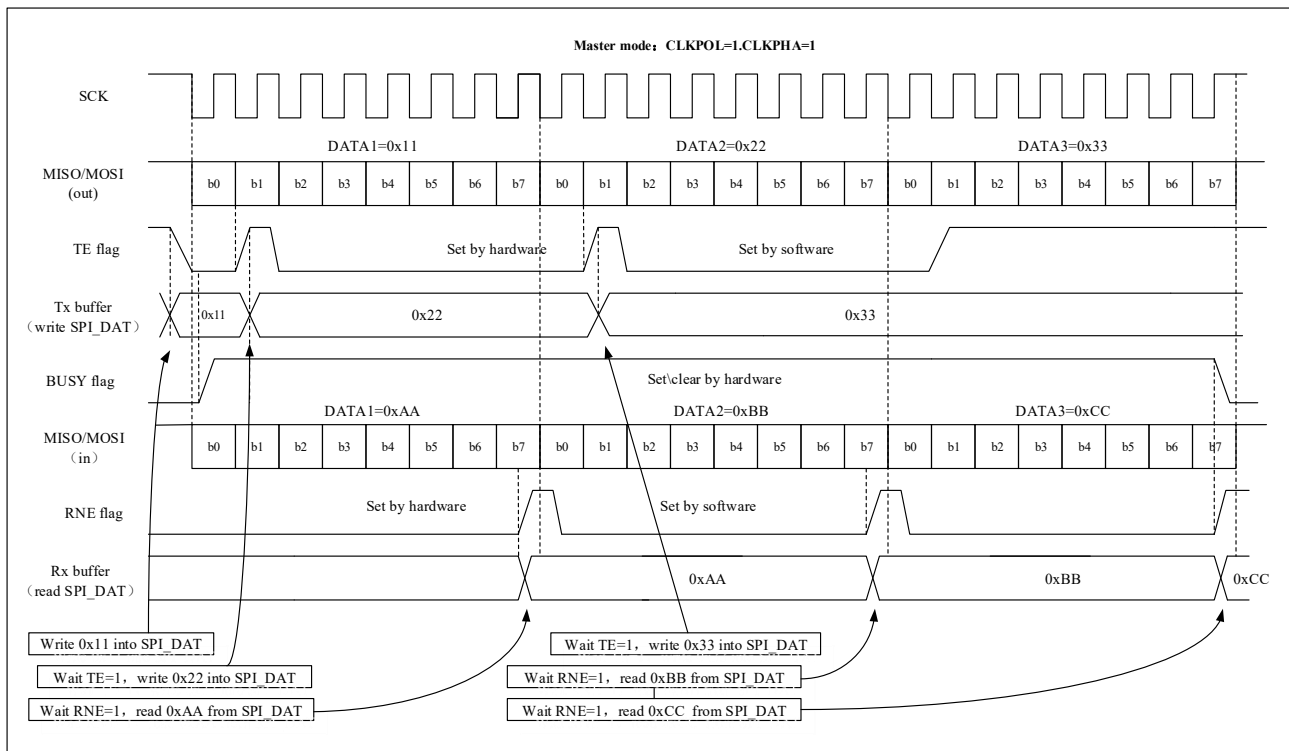 Master mode：CLKPOL=1.CLKPHA=1
SCK
DATA1=0x11 DATA2=0x22 DATA3=0x33
MISO/MOSI
(out)
b0 b1 b2 b3 b4 b5 b6 b7 b0 b1 b2 b3 b4 b5 b6 b7 b0 b1 b2 b3 b4 b5 b6 b7
TE flag
Set by hardware
Set by software
Tx buffer
（write SPI_DAT）
0x11
0x22
0x33
BUSY flag
Set\clear by hardware
DATA1=0xAA DATA2=0xBB DATA3=0xCC
MISO/MOSI
（in）
b0 b1 b2 b3 b4 b5 b6 b7 b0 b1 b2 b3 b4 b5 b6 b7 b0 b1 b2 b3 b4 b5 b6 b7
RNE flag
Set by hardware
Set by software
Rx buffer
（read SPI_DAT）
0xAA
0xBB
0xCC
Write 0x11 into SPI_DAT
Wait TE=1，write 0x33 into SPI_DAT
Wait TE=1，write 0x22 into SPI_DAT
Wait RNE=1，read 0xBB from SPI_DAT
Wait RNE=1，read 0xAA from SPI_DAT
Wait RNE=1，read 0xCC from SPI_DAT